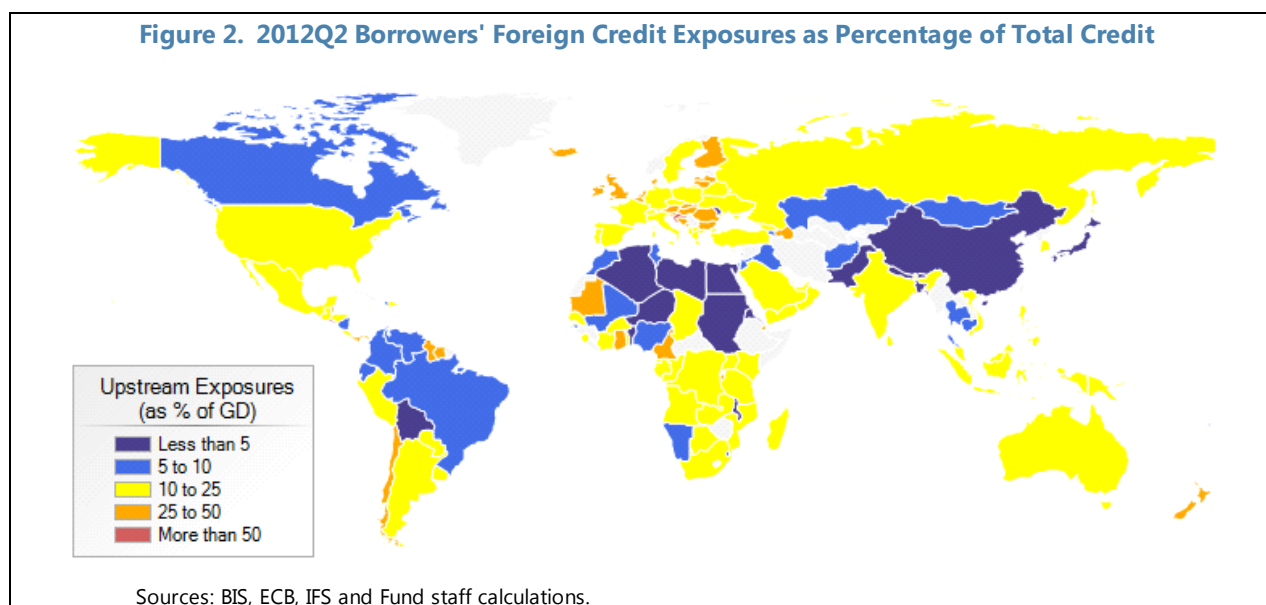 Figure 2. 2012Q2 Borrowers' Foreign Credit Exposures as Percentage of Total Credit
Upstream Exposures
(as % of GD)
Less than 5
5 to 10
10 to 25
25 to 50
More than 50
Sources: BIS, ECB, IFS and Fund staff calculations.